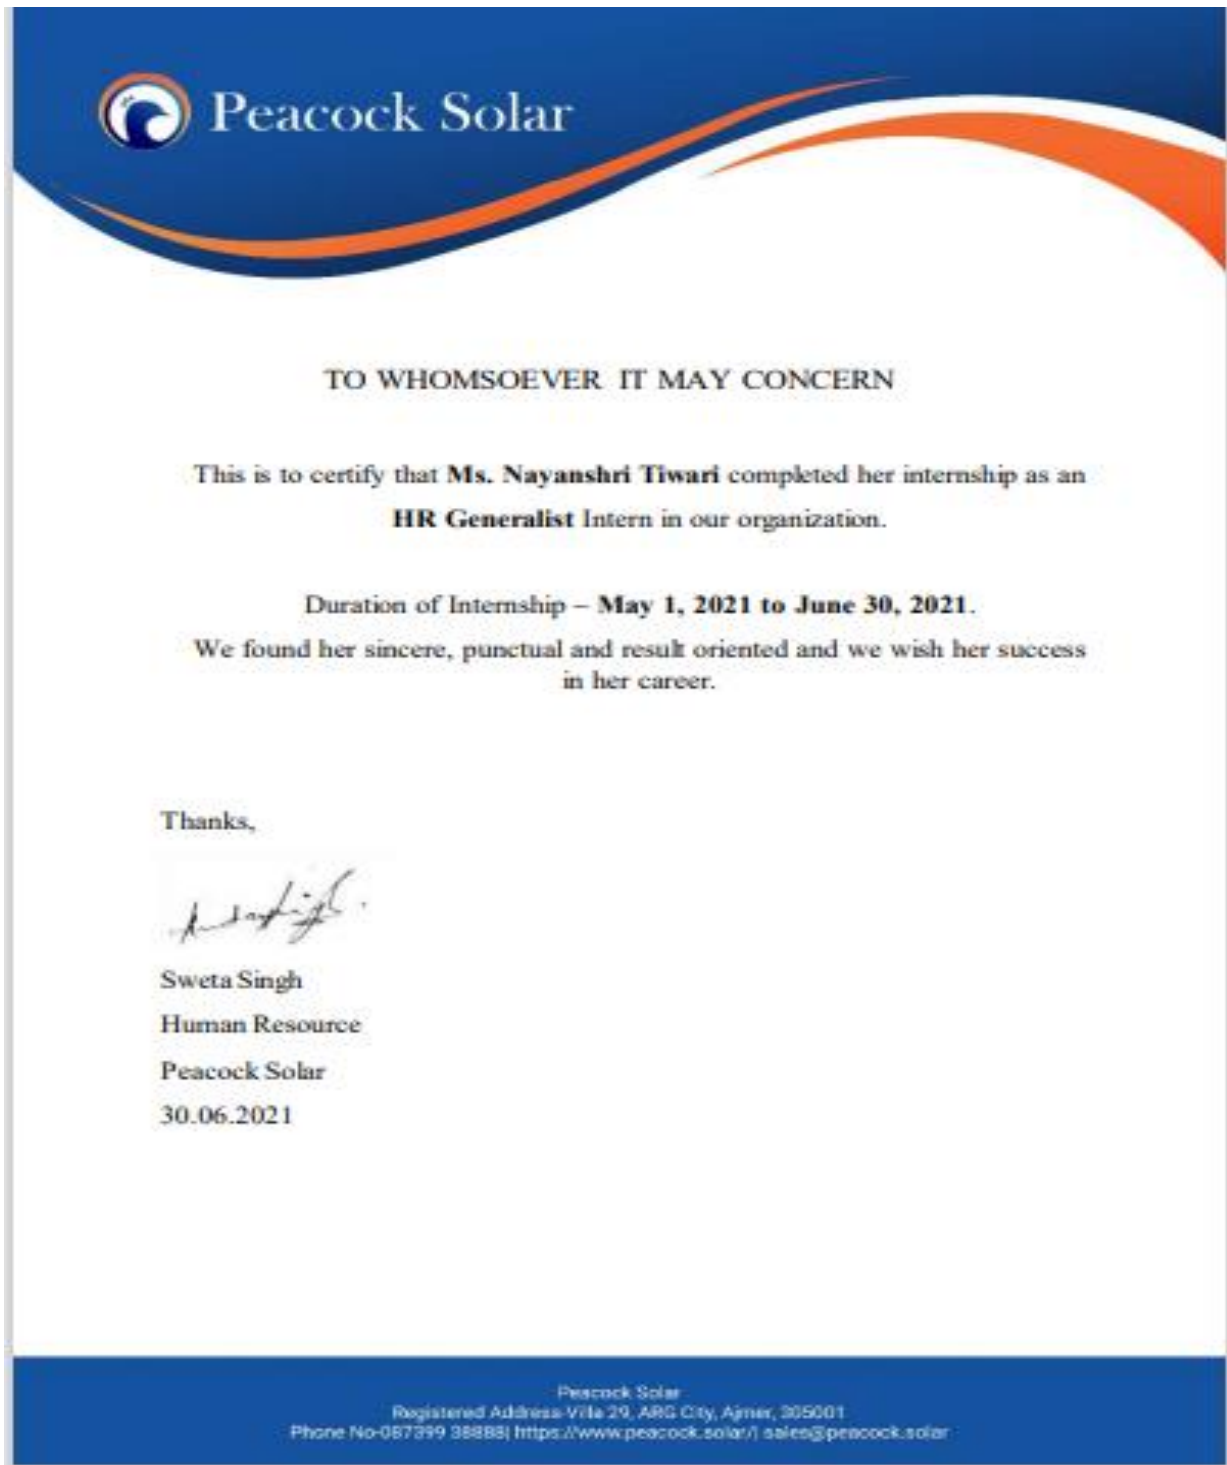 Peacock Solar
TO WHOMSOEVER IT MAY CONCERN
This is to certify that Ms. Nayanshri Tiwari completed her internship as an
HR Generalist Intern in our organization.
Duration of Internship – May 1, 2021 to June 30, 2021.
We found her sincere, punctual and result oriented and we wish her success
in her career.
Thanks,
Sweta Singh
Human Resource
Peacock Solar
30.06.2021
Peacock Solar
Registered Address-Villa 29, ARG City, Ajmer, 305001
Phone No-087399 38888| https://www.peacock.solar/| sales@peacock.solar